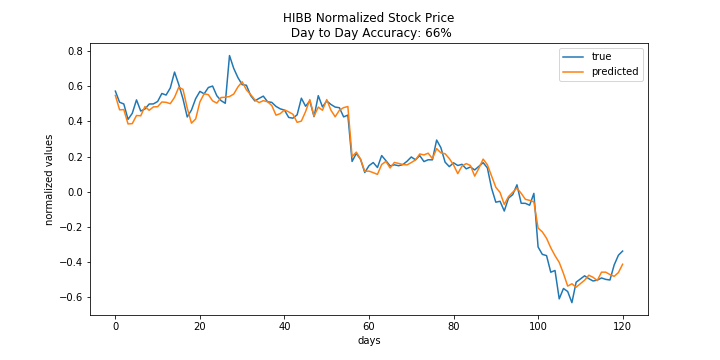 HIBB Normalized Stock Price
Day to Day Accuracy: 66%
true
predicted
normalized values
0.8
0.6
0.4
0.2
0.0
−0.2
−0.4
−0.6
0 20 40 60 80 100 120
days